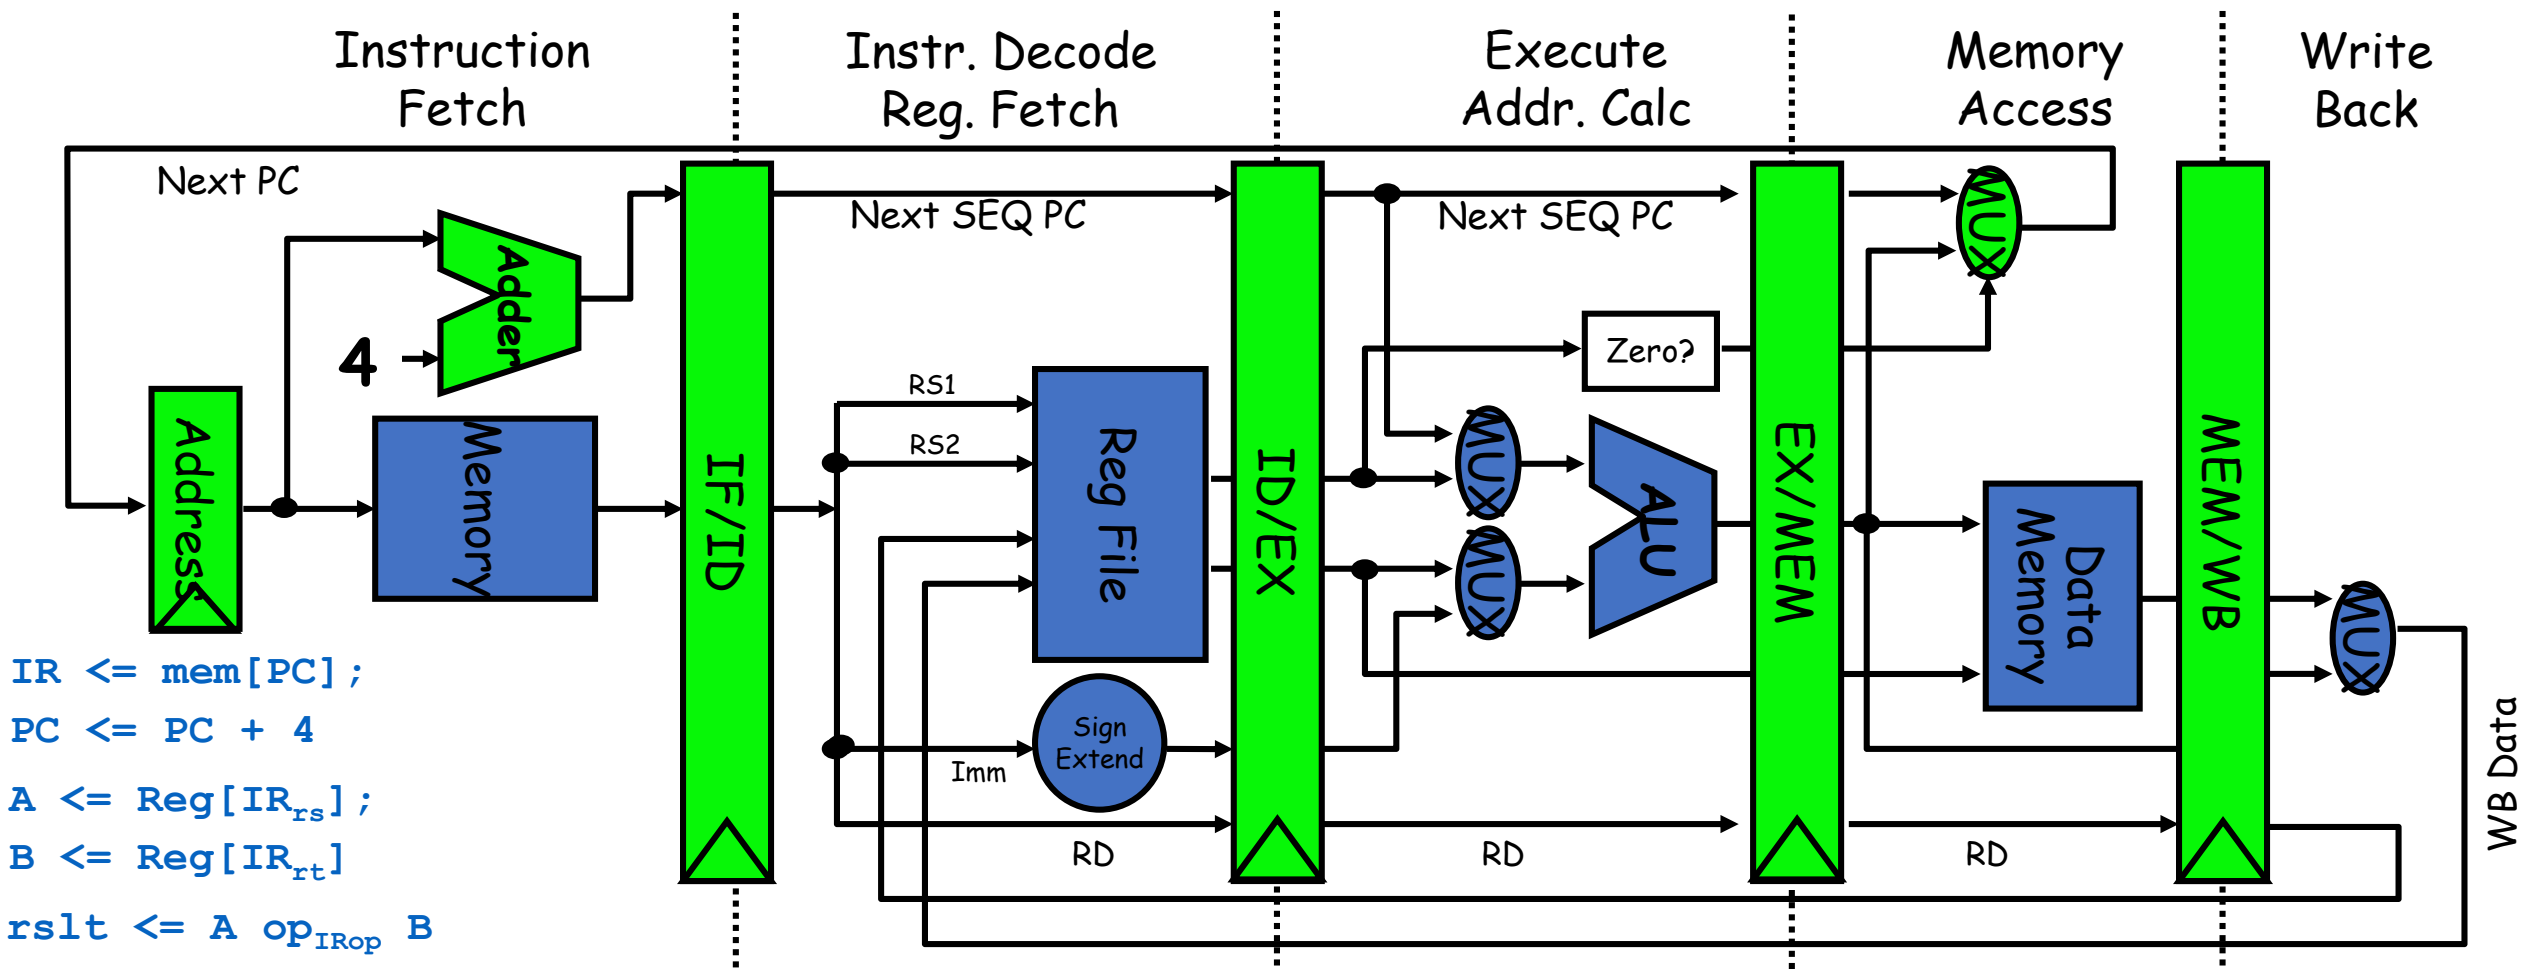 Instruction
Fetch
Instr. Decode
Reg. Fetch
Execute
Addr. Calc
Memory
Access
Write
Back
Next PC
Next SEQ PC
Next SEQ PC
MUX
Adder
4
Zero?
RS1
RS2
Address
Memory
IF/ID
Reg File
ID/EX
MUX
MUX
ALU
EX/MEM
Data
Memory
MEM/WB
MUX
Sign
Extend
Imm
RD
RD
RD
WB Data
IR <= mem[PC];
PC <= PC + 4
A <= Reg[IRrs];
B <= Reg[IRrt]
rslt <= A opIRop B